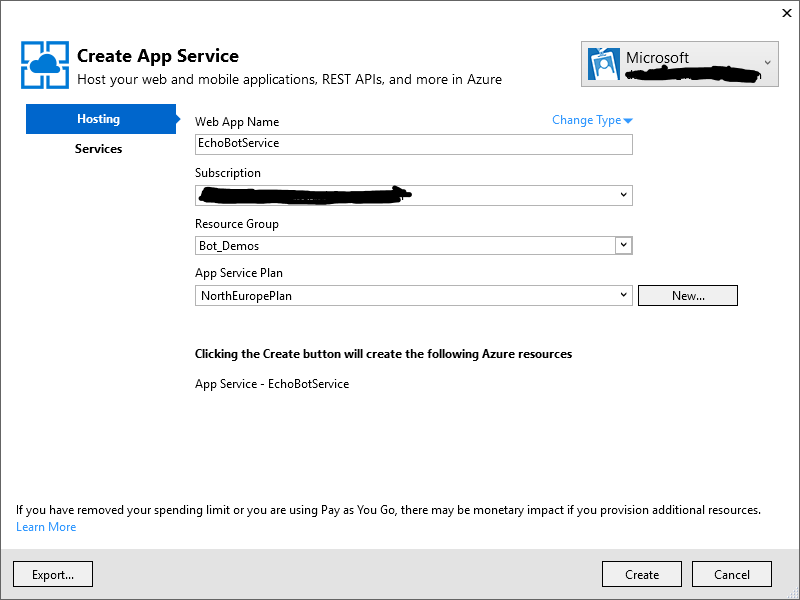 Create App Service
Host your web and mobile applications, REST APIs, and more in Azure
Microsoft
Hosting
Services
Web App Name
Change Type
EchoBotService
Subscription
Resource Group
Bot_Demos
App Service Plan
NorthEuropePlan
New...
Clicking the Create button will create the following Azure resources
App Service - EchoBotService
If you have removed your spending limit or you are using Pay as You Go, there may be monetary impact if you provision additional resources.
Learn More
Export...
Create
Cancel